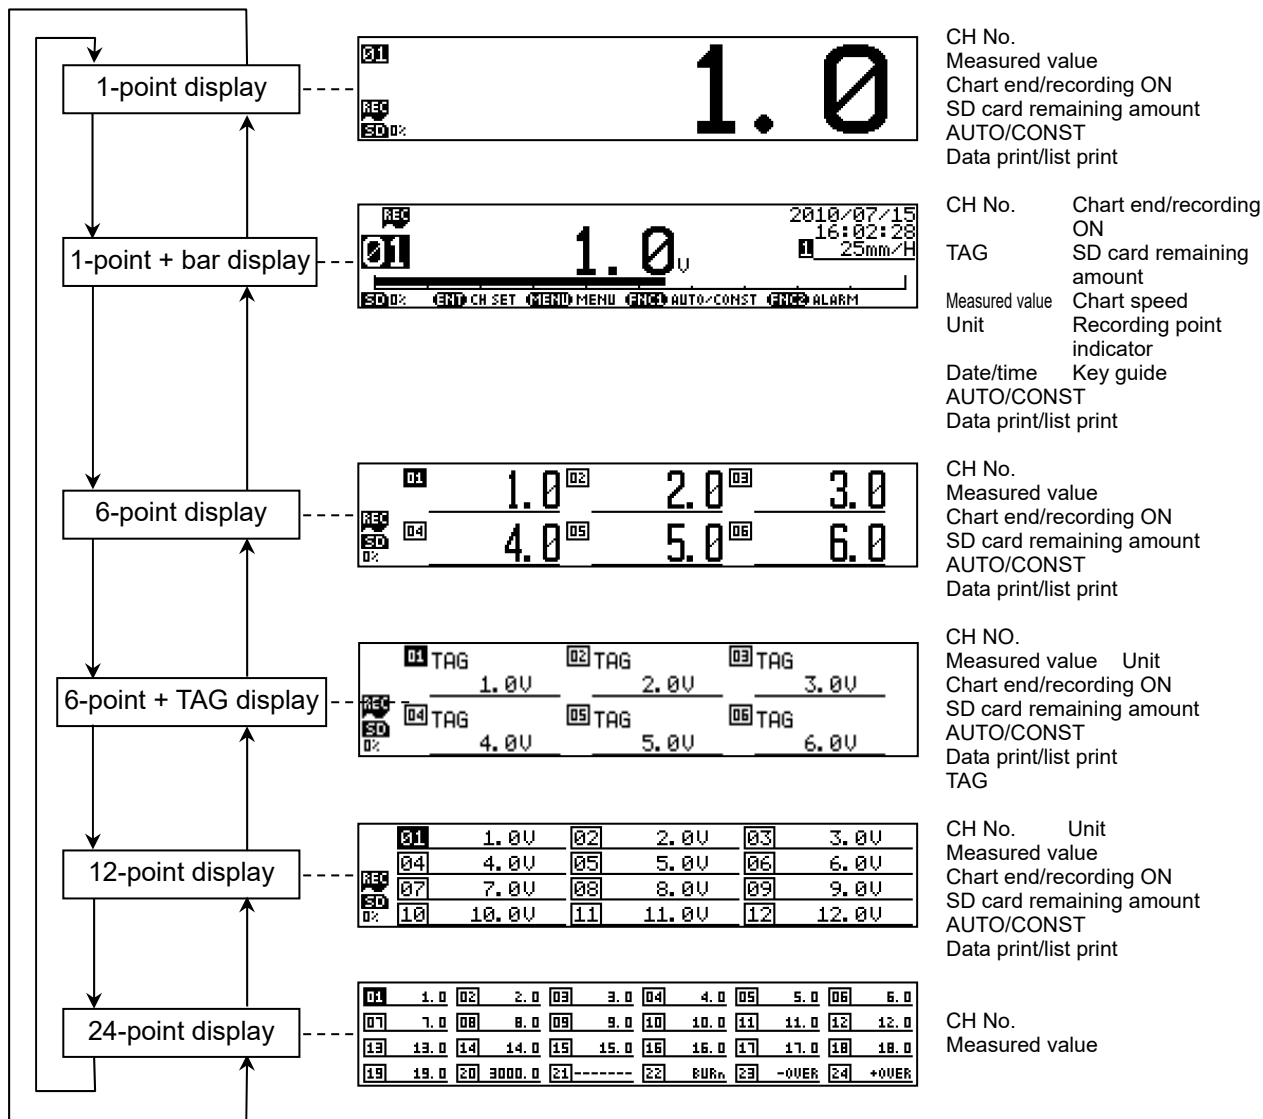 1-point display
01
1.0
REC
SD 0%
CH No.
Measured value
Chart end/recording ON
SD card remaining amount
AUTO/CONST
Data print/list print
1-point + bar display
REC
01
1.0 V
2010/07/15
16:02:28
1 25mm/H
SD 0% ENT CH SET MENU MENU FNC1 AUTO/CONST FNC2 ALARM
CH No. Chart end/recording
ON
TAG SD card remaining
amount
Measured value Chart speed
Unit Recording point
indicator
Date/time Key guide
AUTO/CONST
Data print/list print
6-point display
01 1.0 02 2.0 03 3.0
REC
SD
0%
04 4.0 05 5.0 06 6.0
CH No.
Measured value
Chart end/recording ON
SD card remaining amount
AUTO/CONST
Data print/list print
6-point + TAG display
01 TAG 02 TAG 03 TAG
1.0V 2.0V 3.0V
REC
SD
0%
04 TAG 05 TAG 06 TAG
4.0V 5.0V 6.0V
CH NO.
Measured value Unit
Chart end/recording ON
SD card remaining amount
AUTO/CONST
Data print/list print
TAG
12-point display
01 1.0V 02 2.0V 03 3.0V
04 4.0V 05 5.0V 06 6.0V
REC
07 7.0V 08 8.0V 09 9.0V
SD
0%
10 10.0V 11 11.0V 12 12.0V
CH No. Unit
Measured value
Chart end/recording ON
SD card remaining amount
AUTO/CONST
Data print/list print
24-point display
01 1.0 02 2.0 03 3.0 04 4.0 05 5.0 06 6.0
07 7.0 08 8.0 09 9.0 10 10.0 11 11.0 12 12.0
13 13.0 14 14.0 15 15.0 16 16.0 17 17.0 18 18.0
19 19.0 20 3000.0 21 ------- 22 BURn 23 -OVER 24 +OVER
CH No.
Measured value